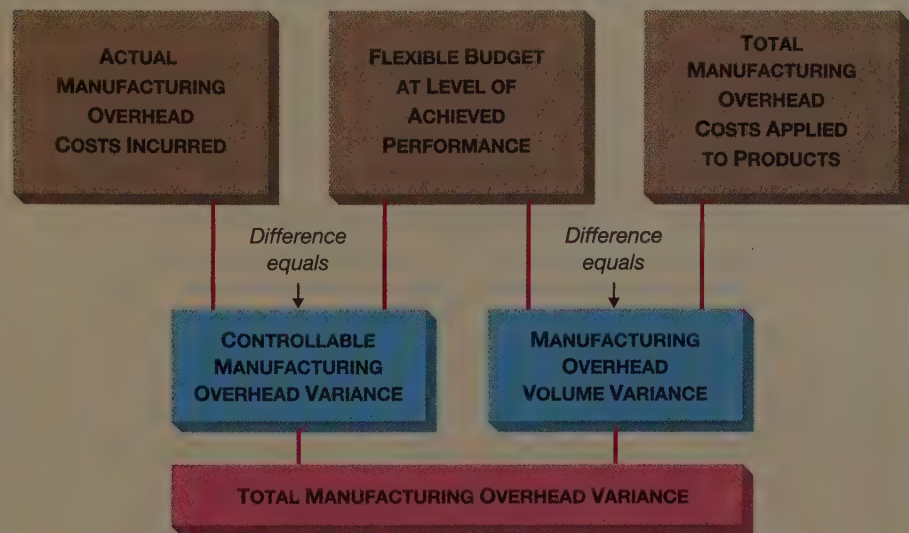 ACTUAL
MANUFACTURING
OVERHEAD
COSTS INCURRED
FLEXIBLE BUDGET
AT LEVEL OF
ACHIEVED
PERFORMANCE
TOTAL
MANUFACTURING
OVERHEAD
COSTS APPLIED
TO PRODUCTS
Difference
equals
Difference
equals
CONTROLLABLE
MANUFACTURING
OVERHEAD VARIANCE
MANUFACTURING
OVERHEAD
VOLUME VARIANCE
TOTAL MANUFACTURING OVERHEAD VARIANCE